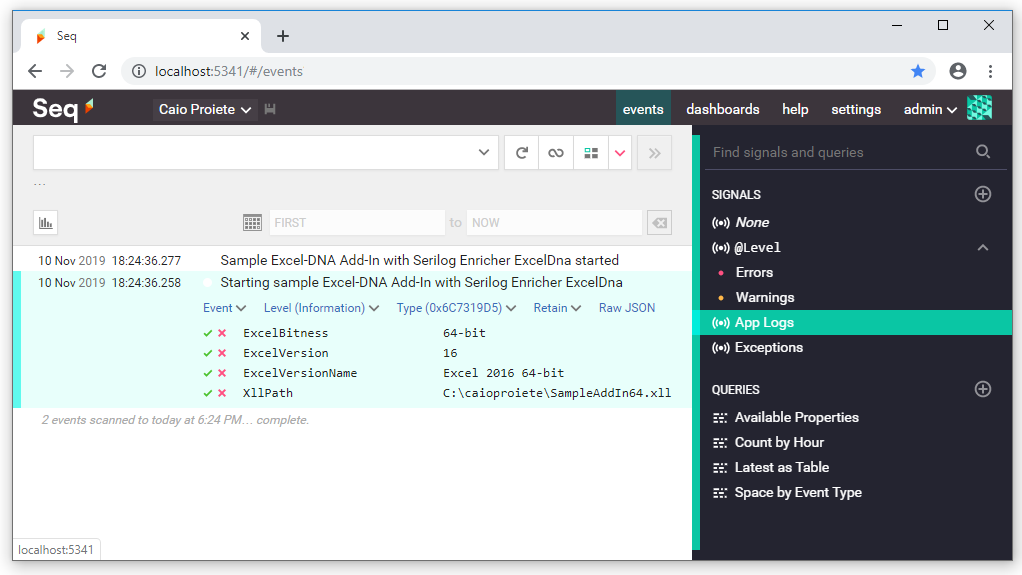 Seq
localhost:5341/#/events
Seq Caio Proiete events dashboards help settings admin
Find signals and queries
...
SIGNALS
FIRST to NOW
None
@Level
Errors
Warnings
App Logs
Exceptions
QUERIES
Available Properties
Count by Hour
Latest as Table
Space by Event Type
10 Nov 2019 18:24:36.277 Sample Excel-DNA Add-In with Serilog Enricher ExcelDna started
10 Nov 2019 18:24:36.258 Starting sample Excel-DNA Add-In with Serilog Enricher ExcelDna
Event Level (Information) Type (0x6C7319D5) Retain Raw JSON
ExcelBitness 64-bit
ExcelVersion 16
ExcelVersionName Excel 2016 64-bit
XllPath C:\caioproiete\SampleAddIn64.xll
2 events scanned to today at 6:24 PM... complete.
localhost:5341